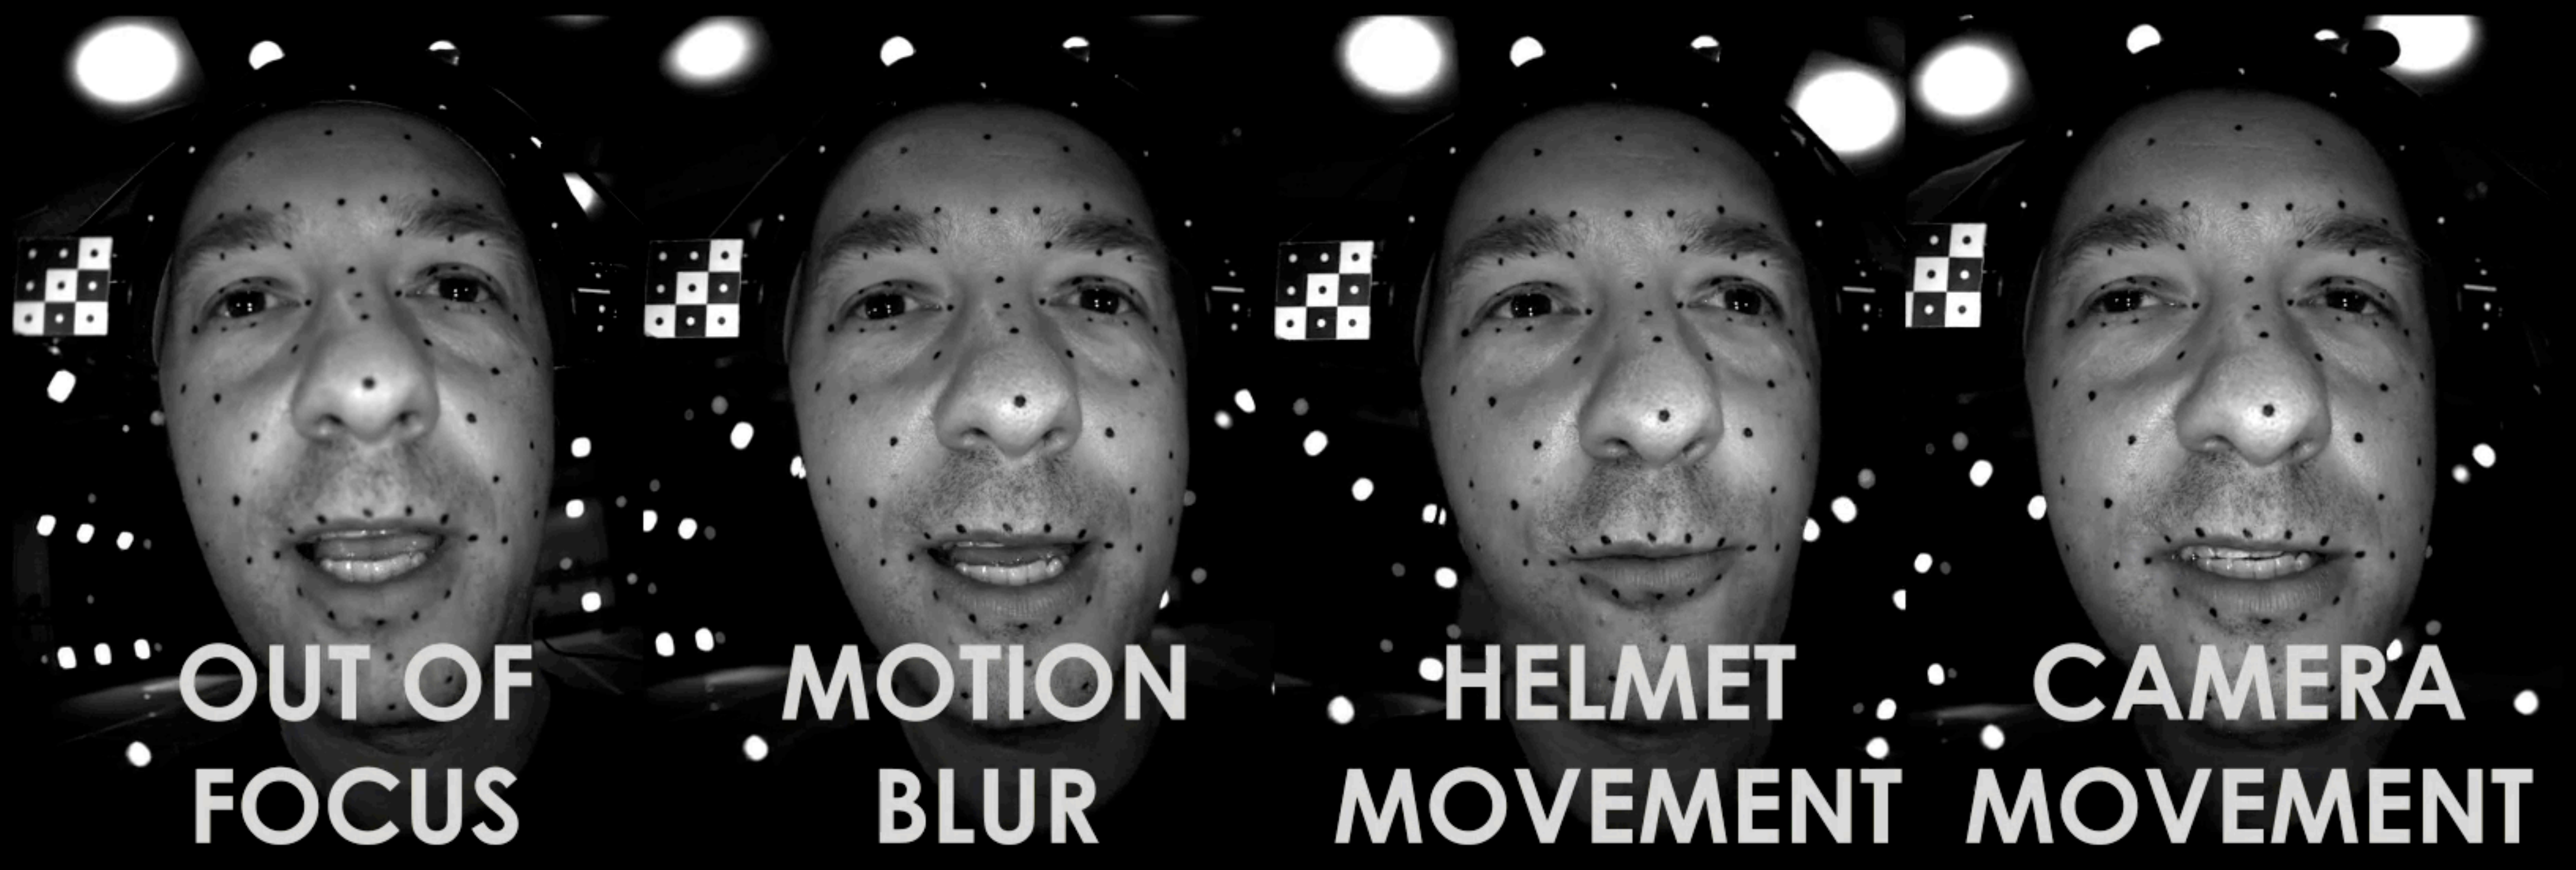 OUT OF
FOCUS
MOTION
BLUR
HELMET
MOVEMENT
CAMERA
MOVEMENT